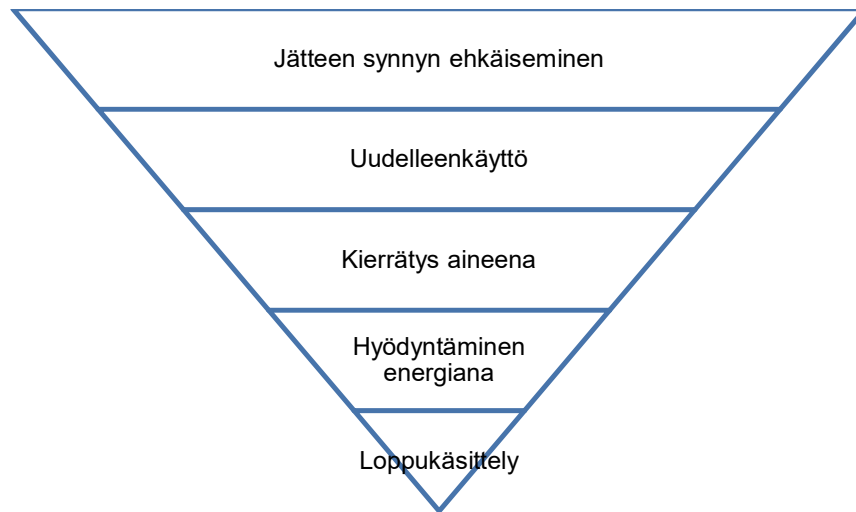 Jätteen synnyn ehkäiseminen
Uudelleenkäyttö
Kierrätys aineena
Hyödyntäminen
energiana
Loppukäsittely